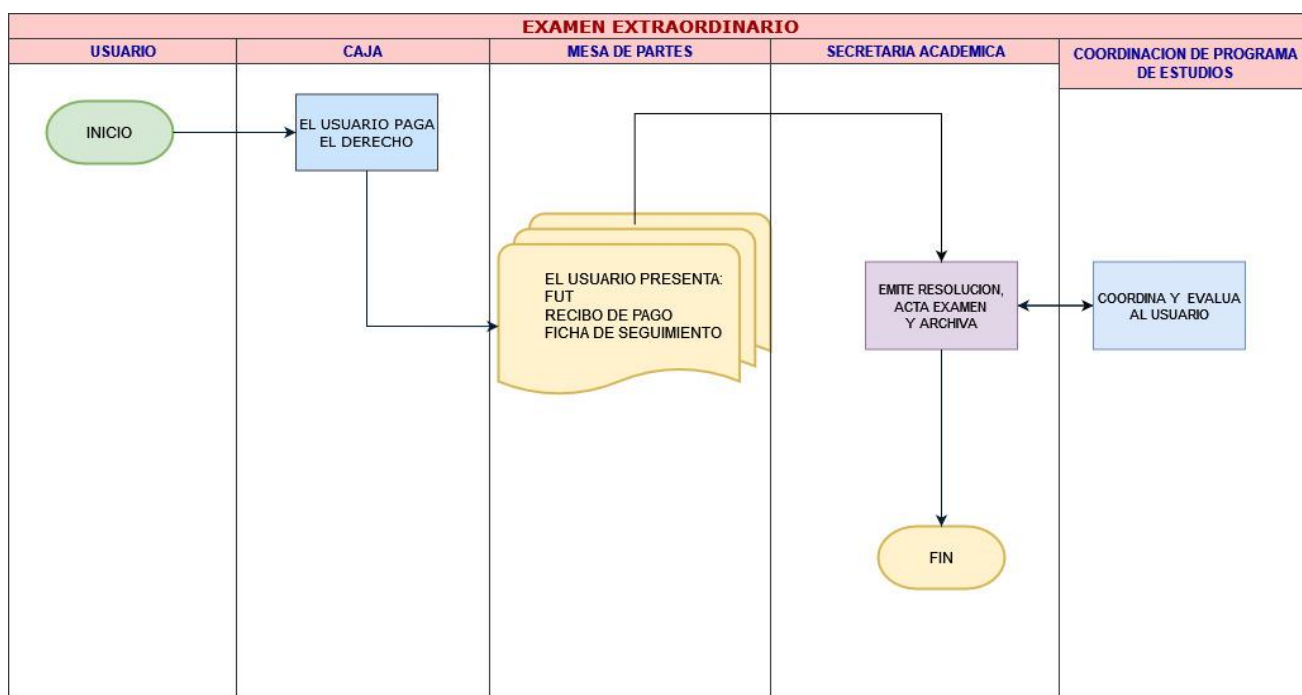 EXAMEN EXTRAORDINARIO
USUARIO
CAJA
MESA DE PARTES
SECRETARIA ACADEMICA
COORDINACION DE PROGRAMA
DE ESTUDIOS
INICIO
EL USUARIO PAGA
EL DERECHO
EL USUARIO PRESENTA:
FUT
RECIBO DE PAGO
FICHA DE SEGUIMIENTO
EMITE RESOLUCION,
ACTA EXAMEN
Y ARCHIVA
COORDINA Y EVALUA
AL USUARIO
FIN